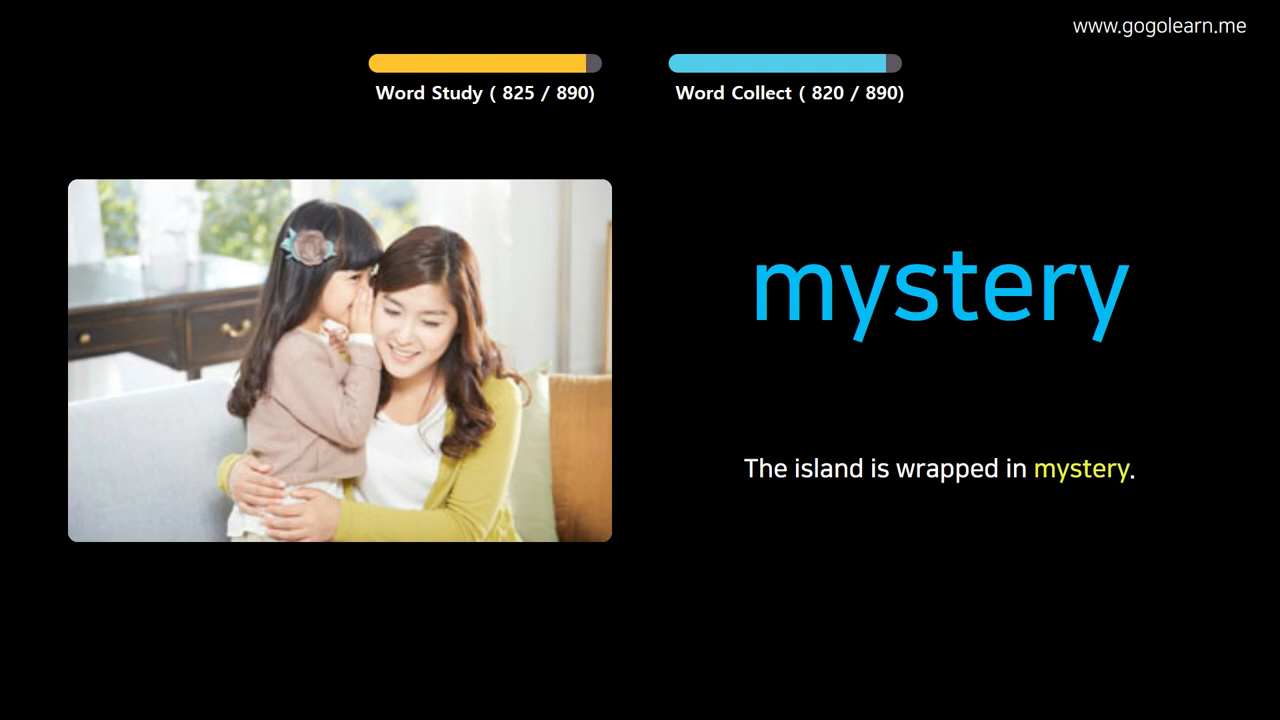 www.gogolearn.me
Word Study ( 825 / 890)
Word Collect ( 820 / 890)
mystery
The island is wrapped in mystery.